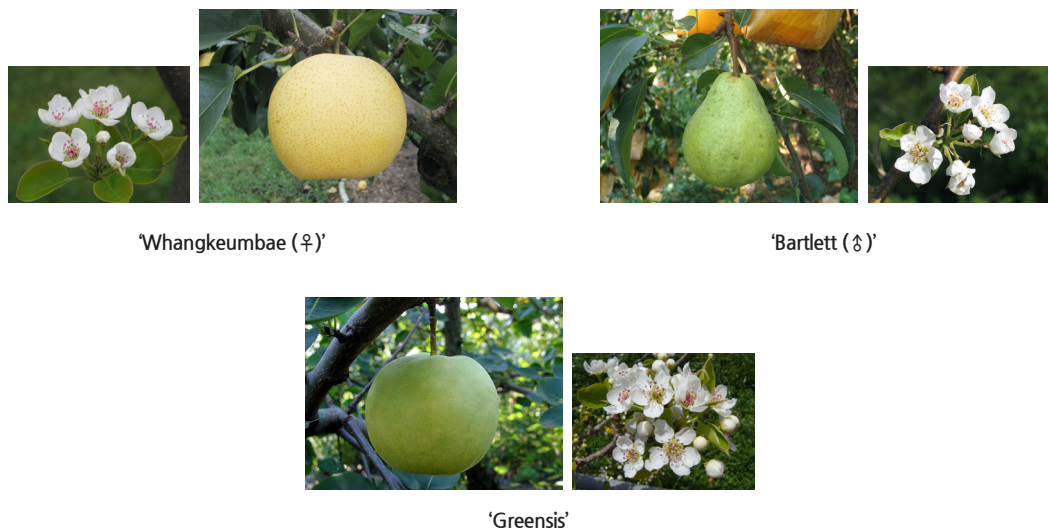 ‘Whangkeumbae (♀)’
‘Bartlett (♂)’
‘Greensis’